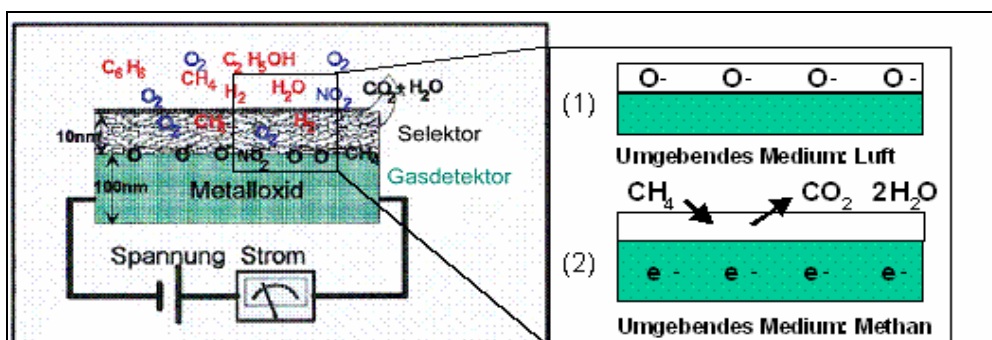 C6H6 O2 C2H5OH O2
CH4 H2 H2O NO2 CO2+H2O
O2
CH4 O2 H2 Selektor
10nm
O O O NO2 O O CH4
Metalloxid Gasdetektor
100nm
Spannung Strom
(1) O- O- O- O-
Umgebendes Medium: Luft
CH4 CO2 2H2O
(2) e- e- e- e-
Umgebendes Medium: Methan